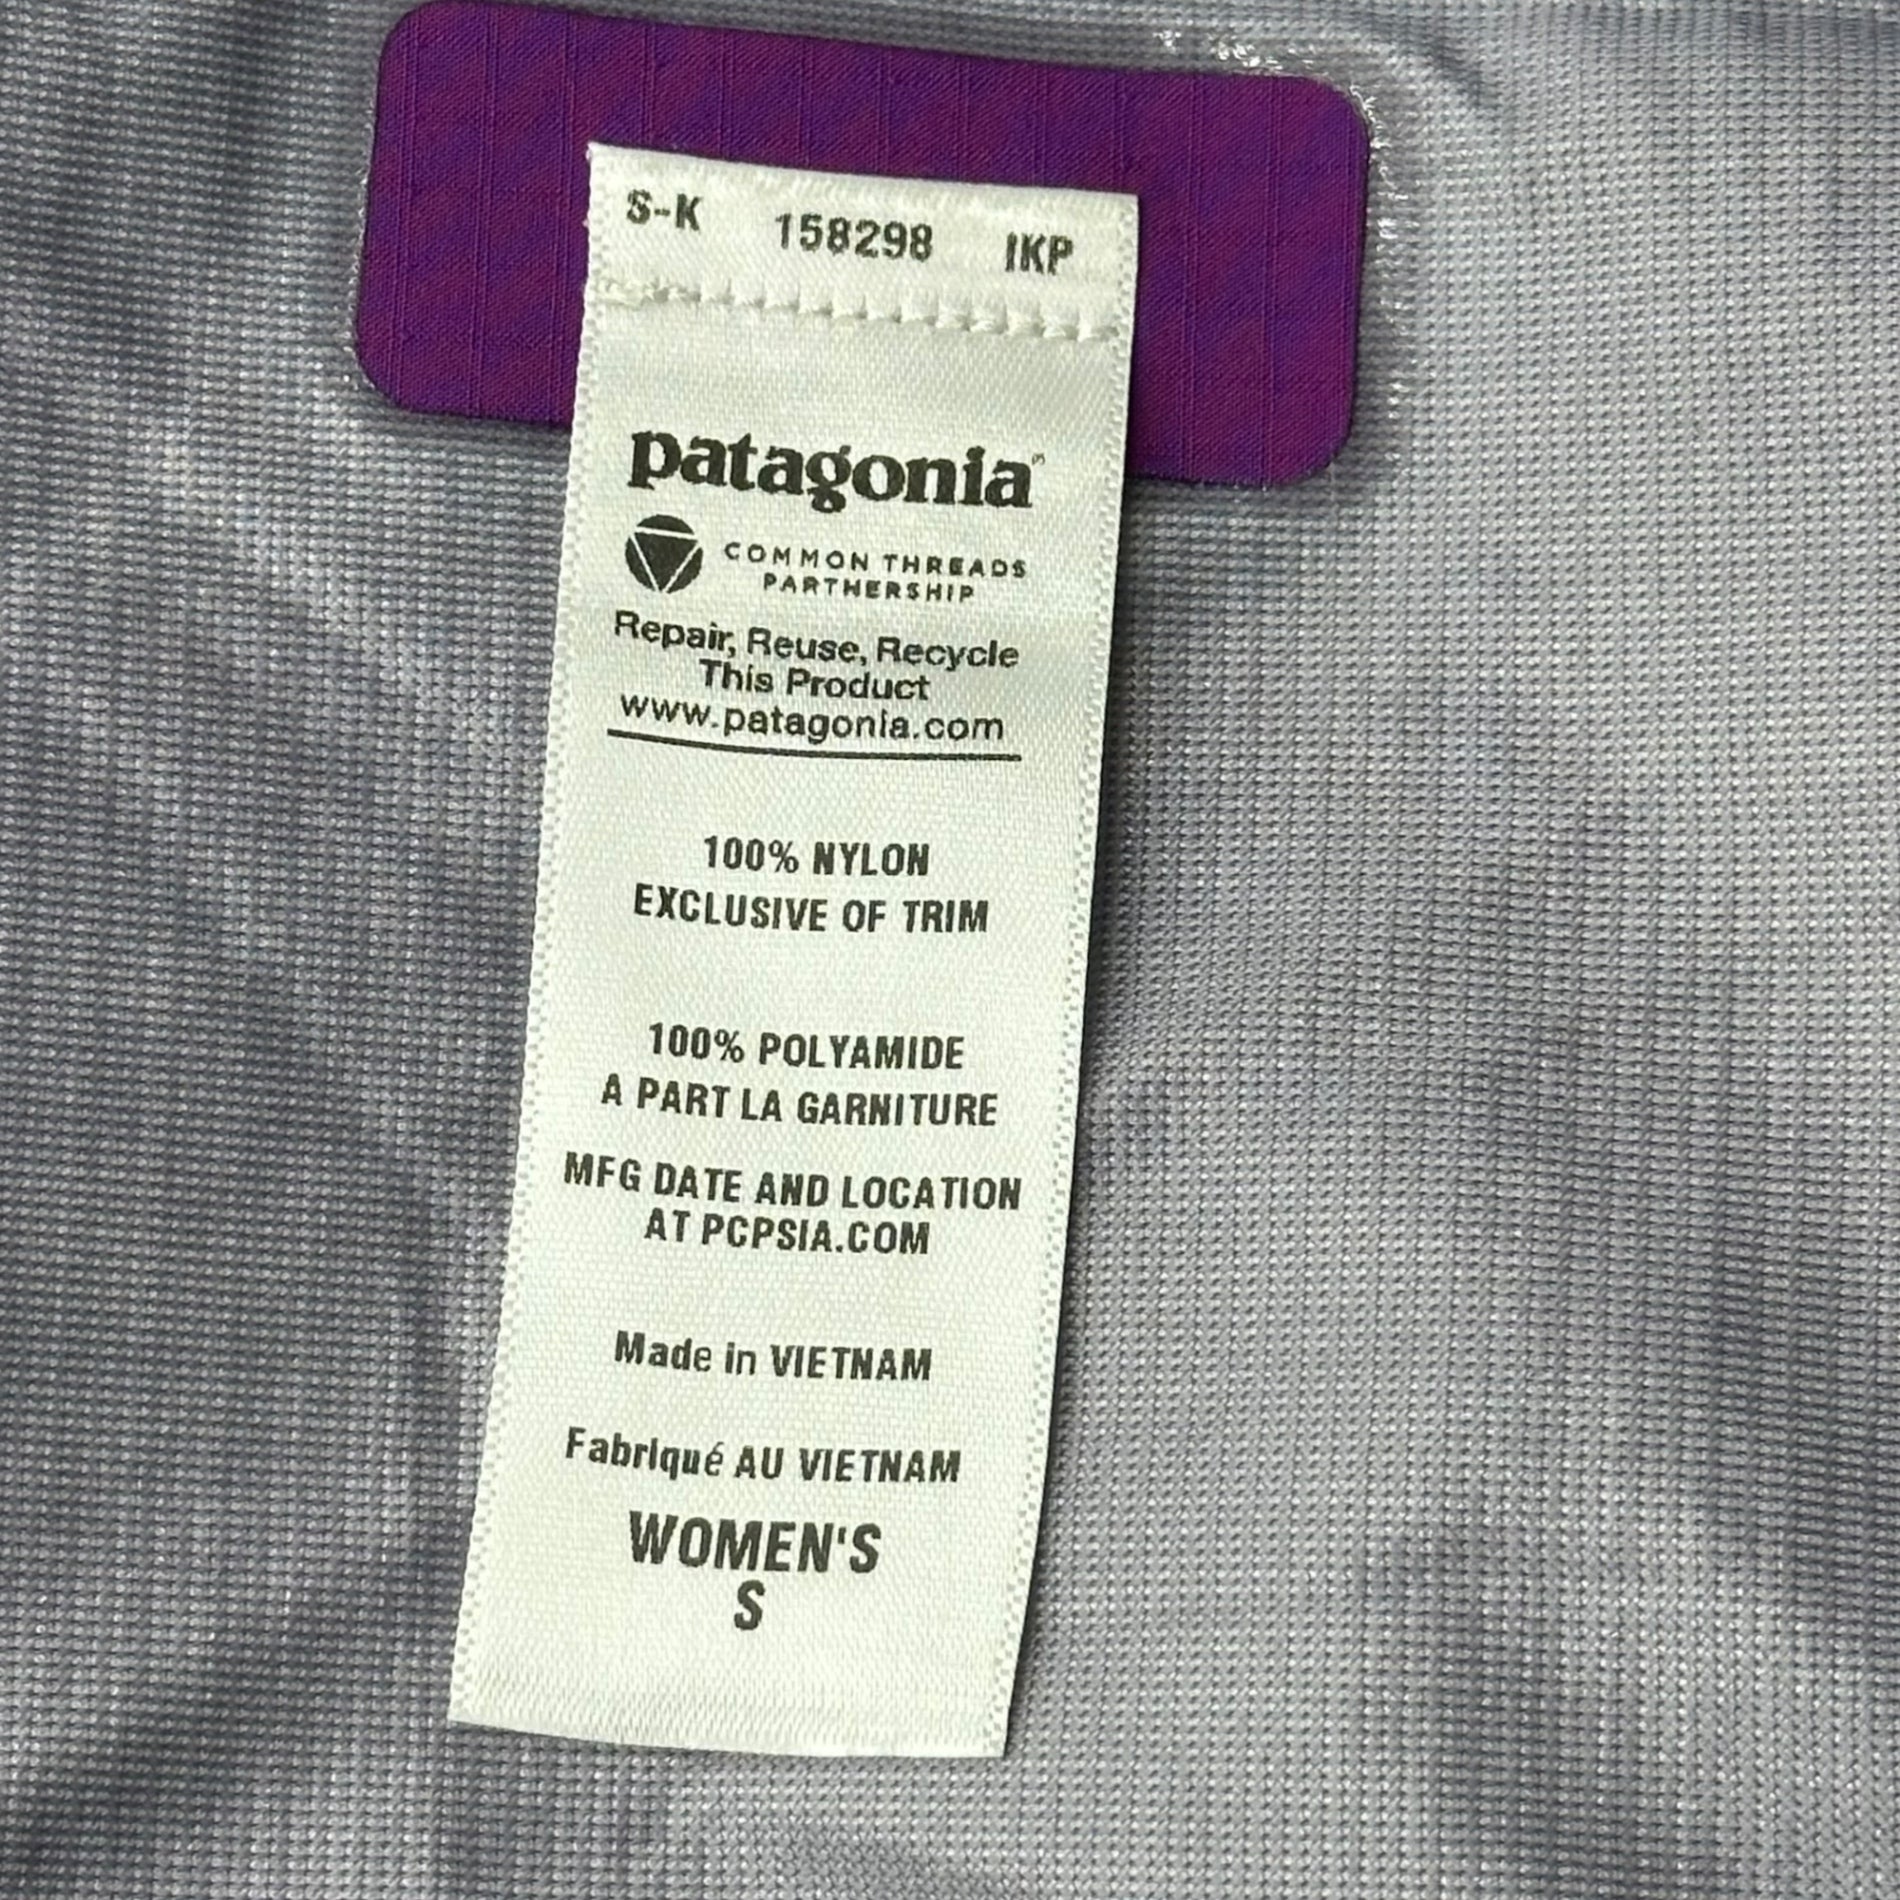 S-K 158298 IKP
patagonia
COMMON THREADS
PARTNERSHIP
Repair, Reuse, Recycle
This Product
www.patagonia.com
100% NYLON
EXCLUSIVE OF TRIM
100% POLYAMIDE
A PART LA GARNITURE
MFG DATE AND LOCATION
AT PCPSIA.COM
Made in VIETNAM
Fabriqué AU VIETNAM
WOMEN'S
S